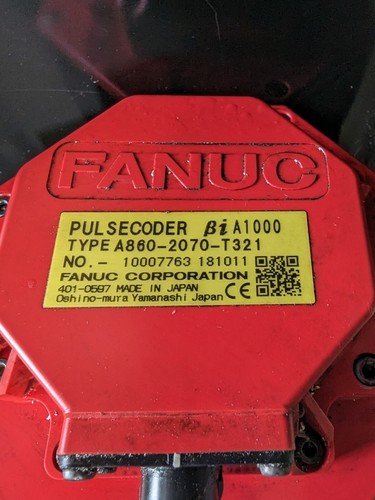 FANUC
PULSECODER βi A1000
TYPE A860-2070-T321
NO.- 10007763 181011
FANUC CORPORATION
401-0597 MADE IN JAPAN
Oshino-mura Yamanashi Japan CE